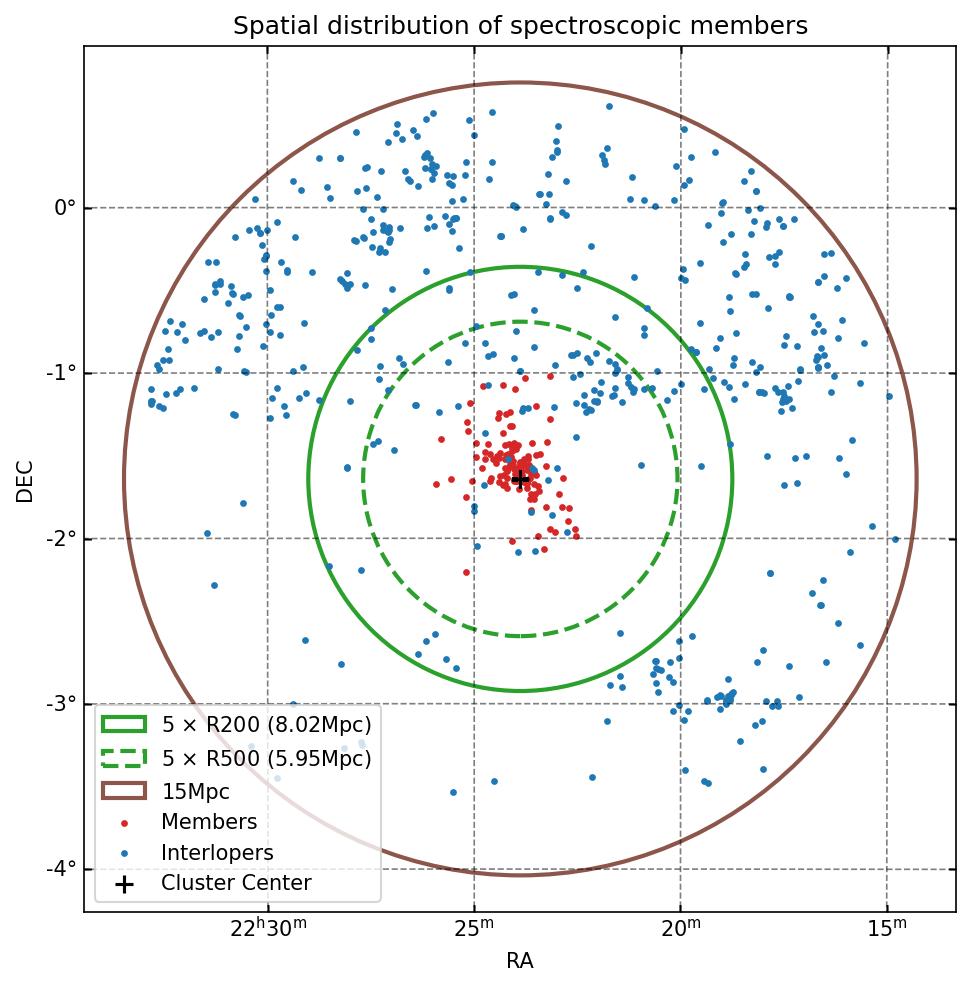 Spatial distribution of spectroscopic members
0°
-1°
-2°
-3°
-4°
DEC
5 × R200 (8.02Mpc)
5 × R500 (5.95Mpc)
15Mpc
Members
Interlopers
Cluster Center
22h30m 25m 20m 15m
RA